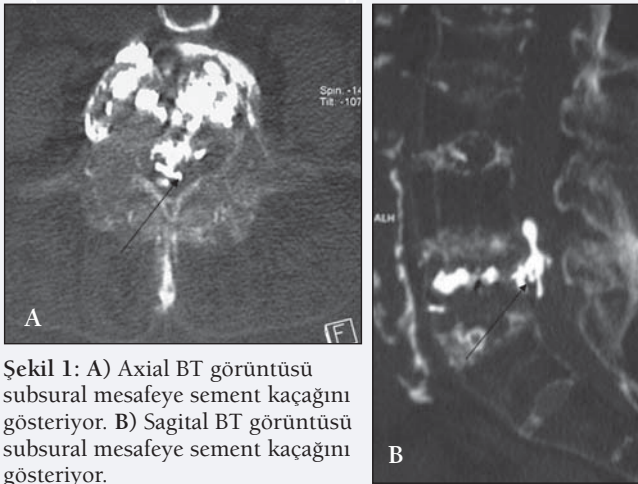 Spin: -14
Tilt: -107
A
F
ALH
B
Şekil 1: A) Axial BT görüntüsü
subsural mesafeye sement kaçağını
gösteriyor. B) Sagital BT görüntüsü
subsural mesafeye sement kaçağını
gösteriyor.